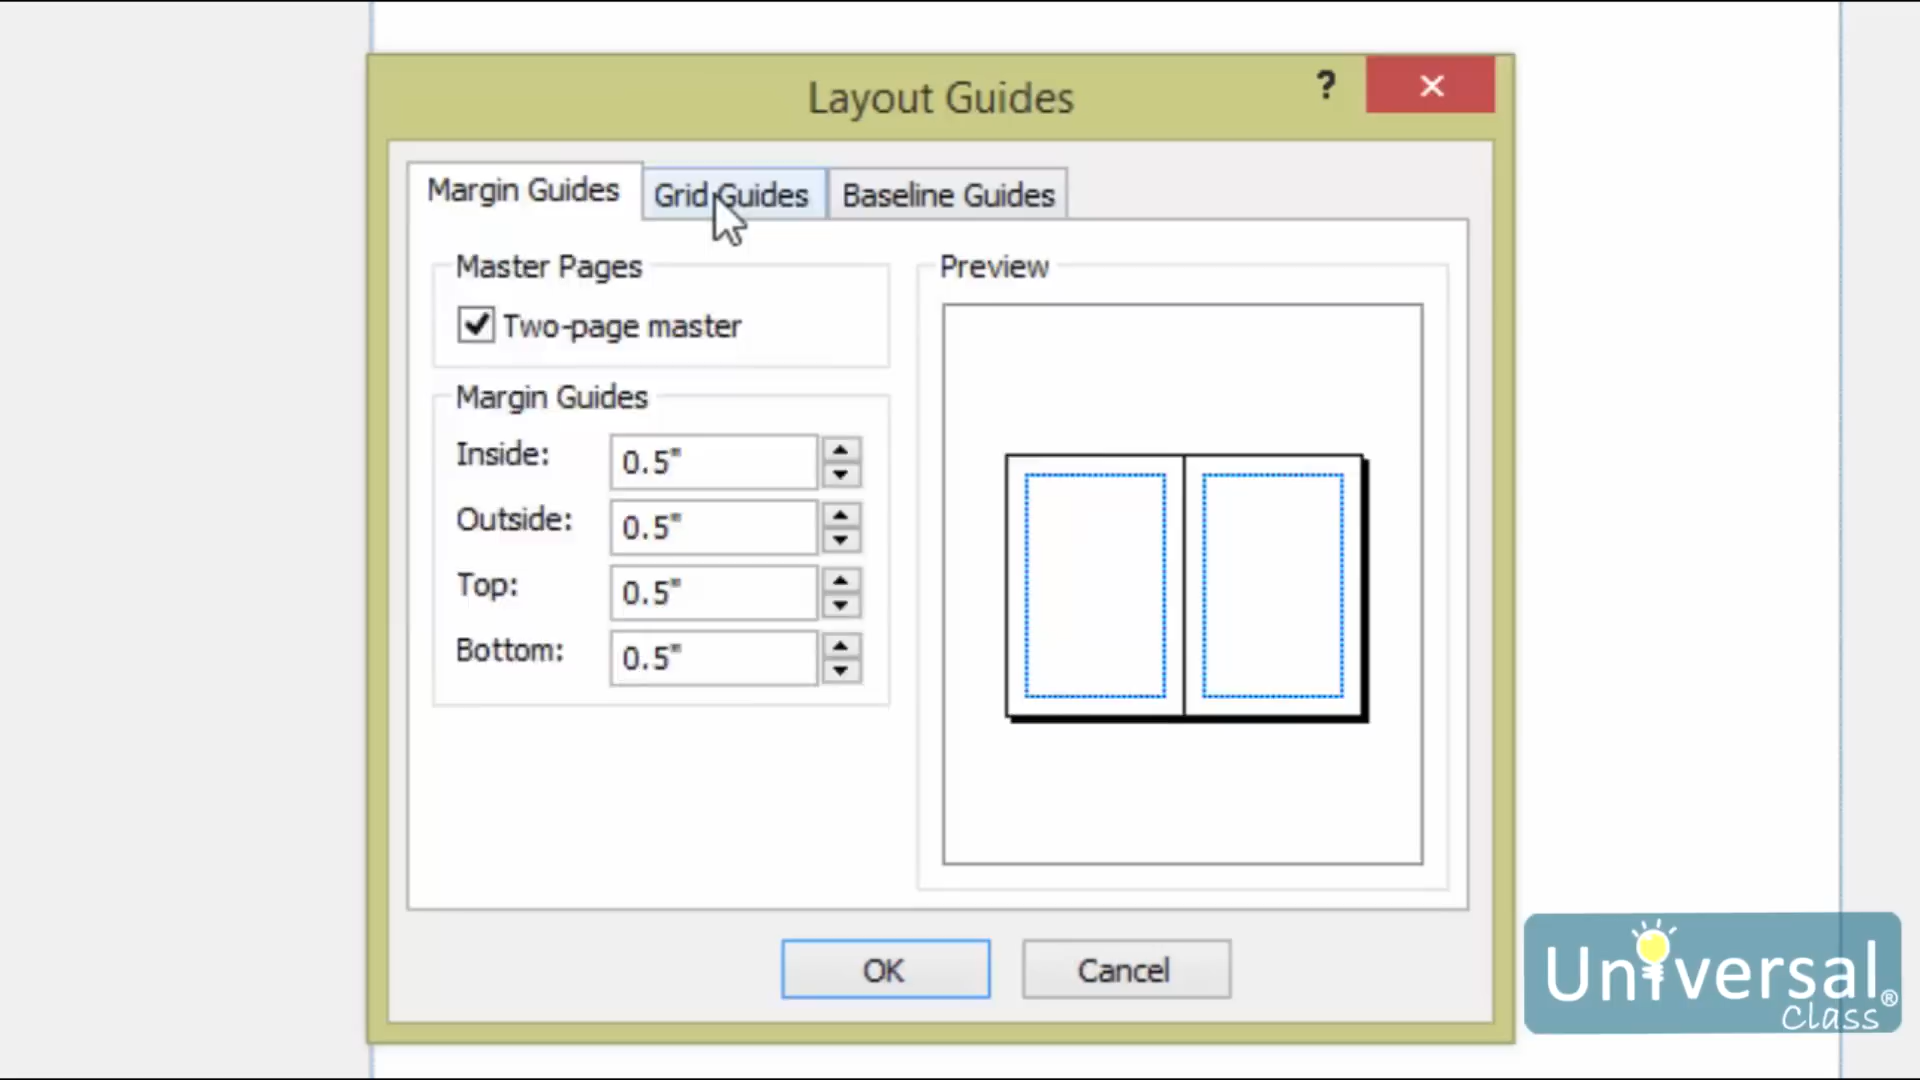 Layout Guides
?
Margin Guides
Grid Guides
Baseline Guides
Master Pages
Two-page master
Margin Guides
Inside: 0.5"
Outside: 0.5"
Top: 0.5"
Bottom: 0.5"
Preview
OK
Cancel
Universal
Class®